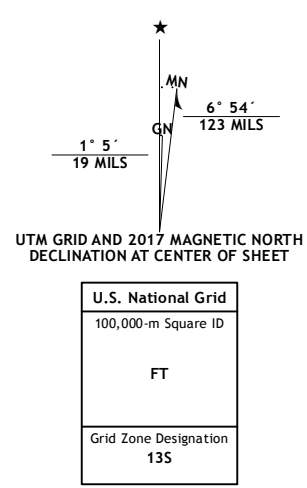 MN
6° 54´
123 MILS
GN
1° 5´
19 MILS
UTM GRID AND 2017 MAGNETIC NORTH
DECLINATION AT CENTER OF SHEET
U.S. National Grid
100,000-m Square ID
FT
Grid Zone Designation
13S